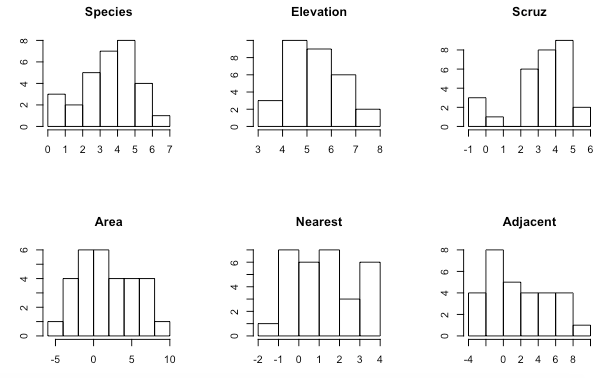 Species Elevation Scruz
0 2 4 6 8
0 1 2 3 4 5 6 7
0 2 4 6 8
3 4 5 6 7 8
0 2 4 6 8
-1 0 1 2 3 4 5 6
Area Nearest Adjacent
0 2 4 6
-5 0 5 10
0 2 4 6
-2 -1 0 1 2 3 4
0 2 4 6 8
-4 0 2 4 6 8